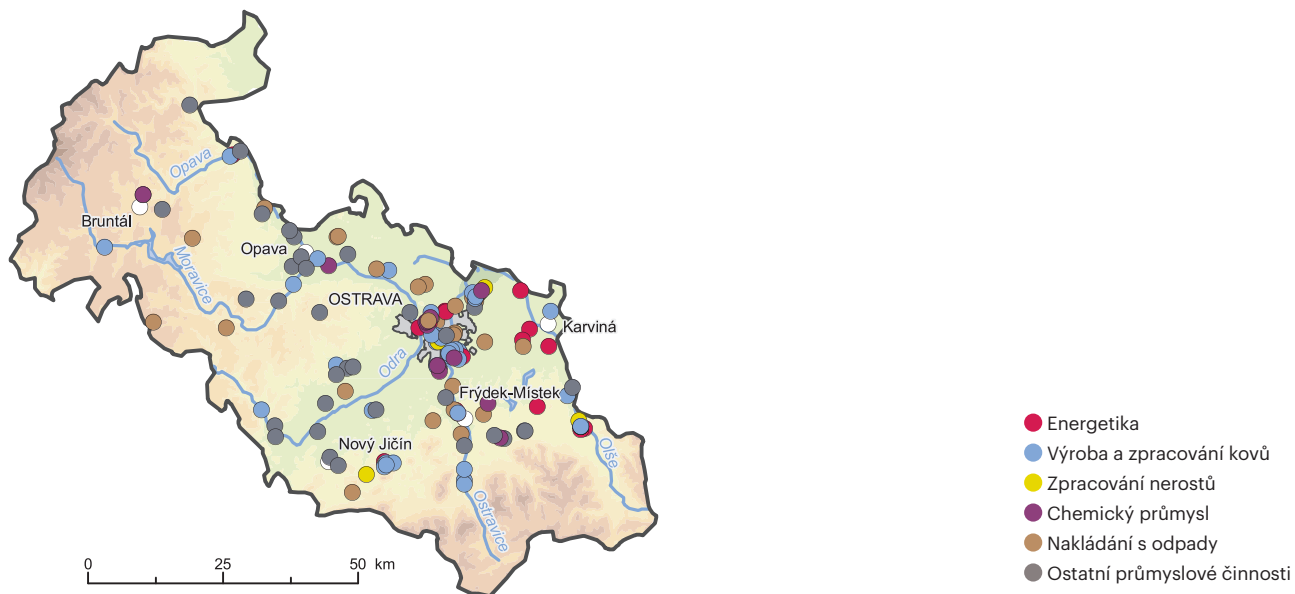 Opava
Bruntál
Moravice
Opava
OSTRAVA
Odra
Karviná
Frýdek-Místek
Nový Jičín
Olše
Ostravice
0 25 50 km
Energetika
Výroba a zpracování kovů
Zpracování nerostů
Chemický průmysl
Nakládání s odpady
Ostatní průmyslové činnosti